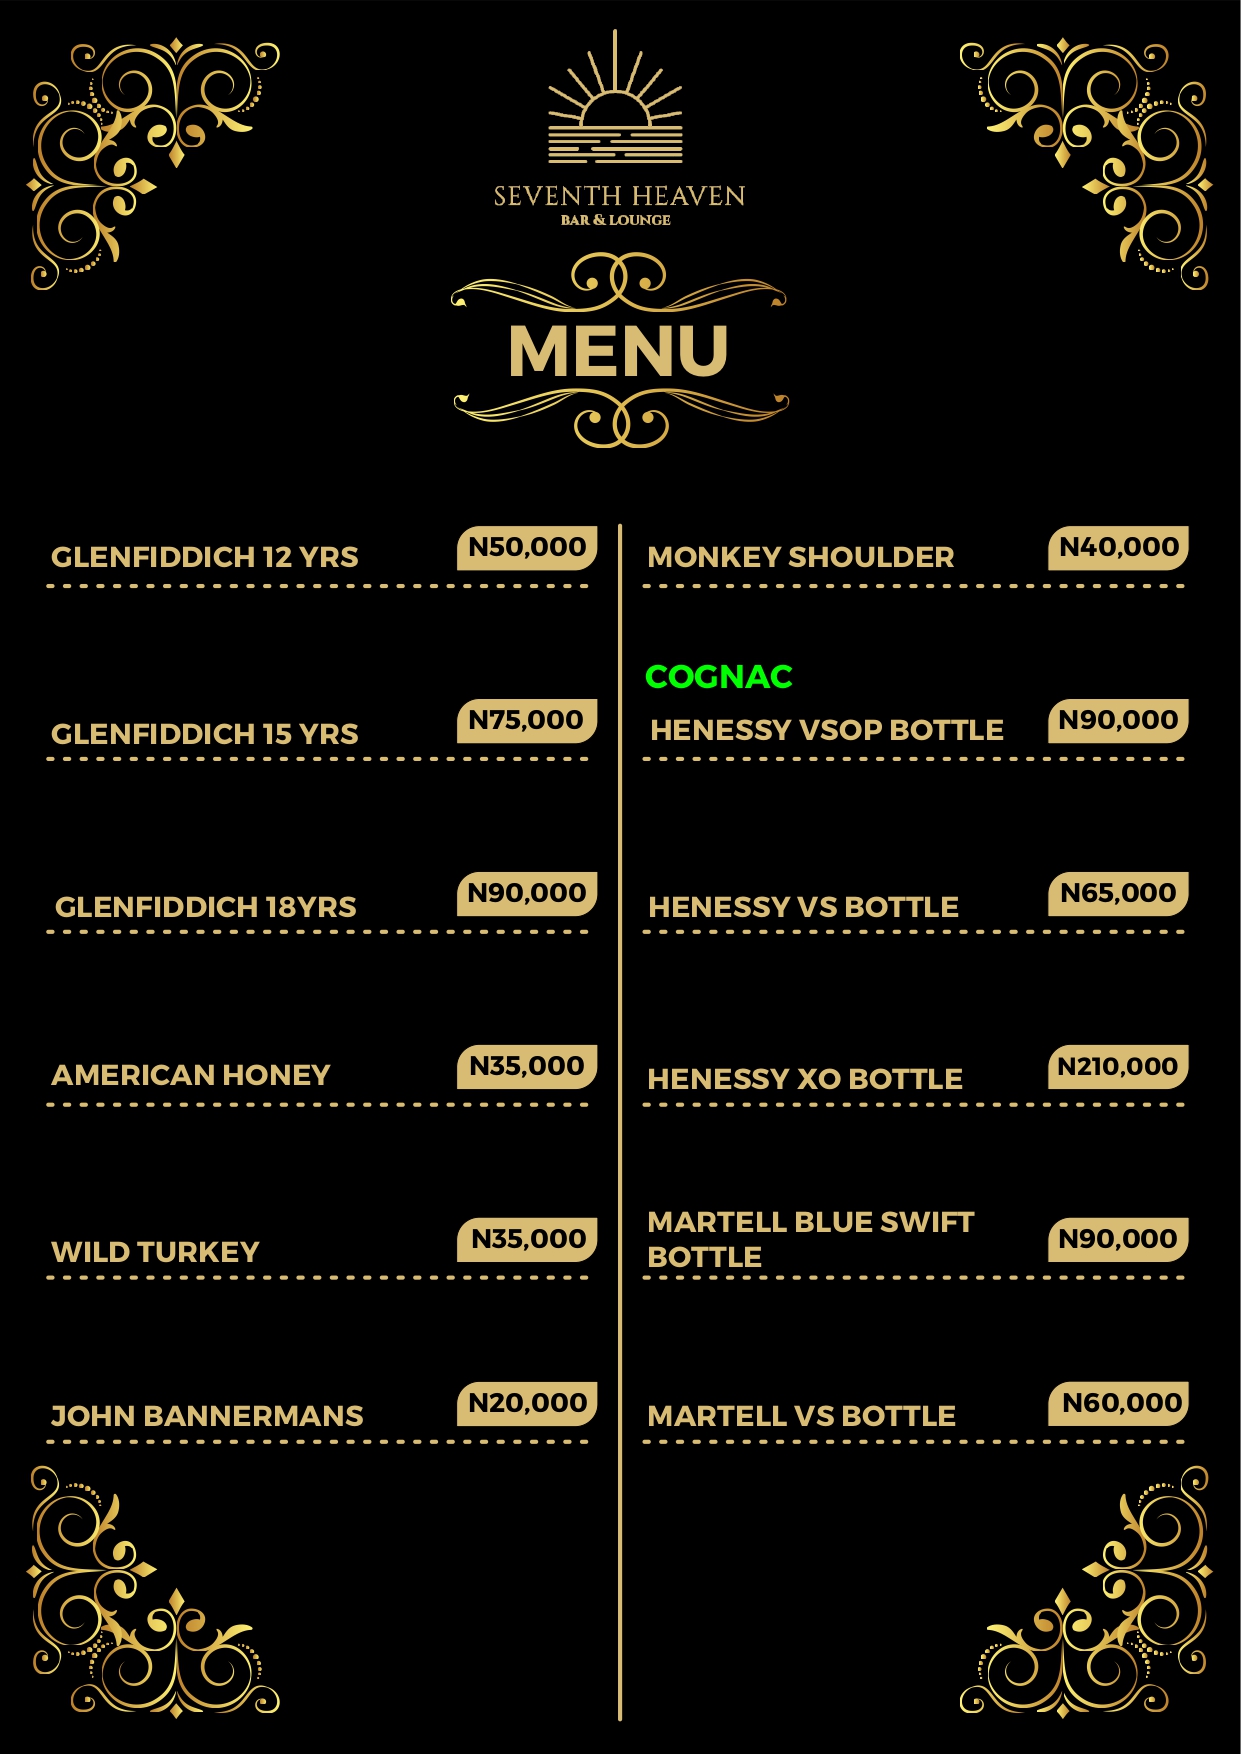 SEVENTH HEAVEN
BAR & LOUNGE
MENU
GLENFIDDICH 12 YRS N50,000
GLENFIDDICH 15 YRS N75,000
GLENFIDDICH 18YRS N90,000
AMERICAN HONEY N35,000
WILD TURKEY N35,000
JOHN BANNERMANS N20,000
MONKEY SHOULDER N40,000
COGNAC
HENESSY VSOP BOTTLE N90,000
HENESSY VS BOTTLE N65,000
HENESSY XO BOTTLE N210,000
MARTELL BLUE SWIFT
BOTTLE N90,000
MARTELL VS BOTTLE N60,000